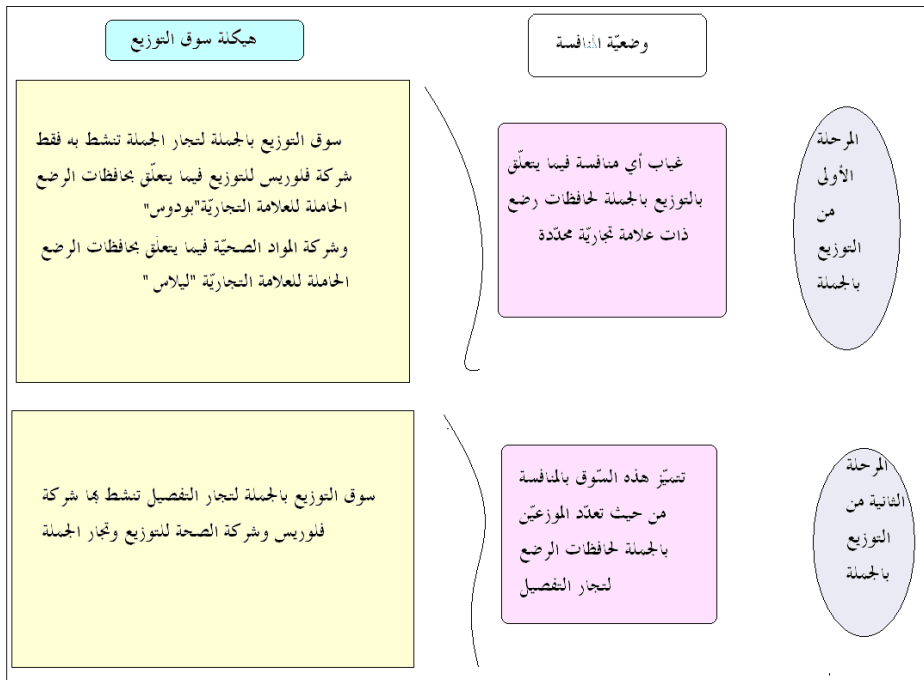 وضعيّة المنافسة
هيكلة سوق التوزيع
المرحلة
الأولى
من
التوزيع
بالجملة
غياب أي منافسة فيما يتعلّق
بالتوزيع بالجملة لحافظات رضع
ذات علامة تجاريّة محدّدة
سوق التوزيع بالجملة لتجار الجملة تنشط به فقط
شركة فلوريس للتوزيع فيما يتعلّق بحافظات الرضع
الحاملة للعلامة التجاريّة"بودوس"
وشركة المواد الصحيّة فيما يتعلّق بحافظات الرضع
الحاملة للعلامة التجاريّة "ليلاس"
المرحلة
الثانية من
التوزيع
بالجملة
تتميّز هذه السّوق بالمنافسة
من حيث تعدّد الموزعيّن
بالجملة لحافظات الرضع
لتجار التفصيل
سوق التوزيع بالجملة لتجار التفصيل تنشط بها شركة
فلوريس وشركة الصحة للتوزيع وتجار الجملة